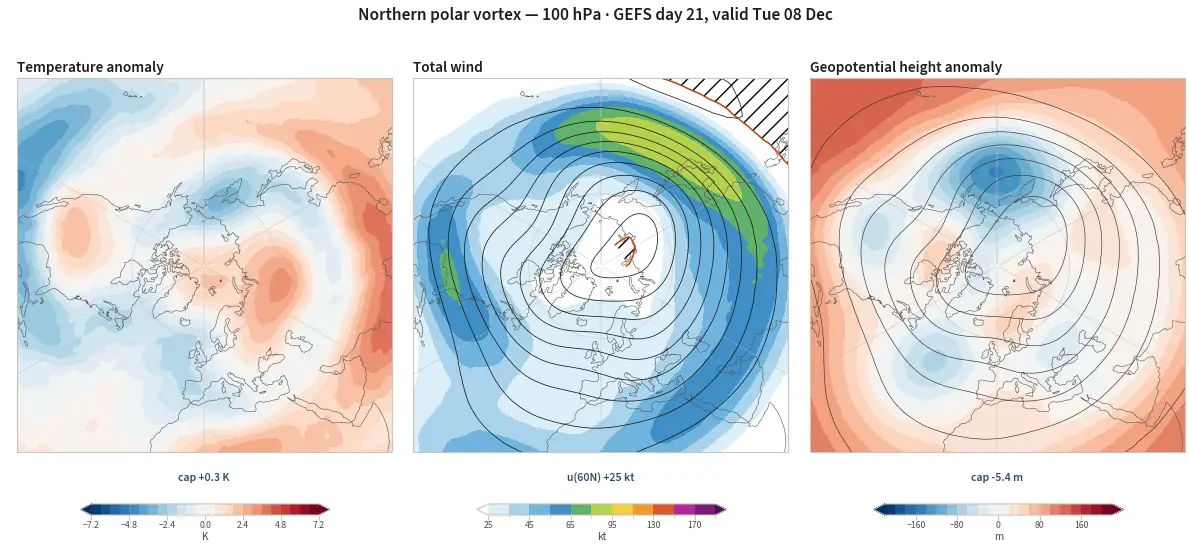 Northern polar vortex — 100 hPa · GEFS day 21, valid Tue 08 Dec
Temperature anomaly
Total wind
Geopotential height anomaly
cap +0.3 K
u(60N) +25 kt
cap -5.4 m
−7.2 −4.8 −2.4 0.0 2.4 4.8 7.2
25 45 65 95 130 170
−160 −80 0 80 160
K
kt
m